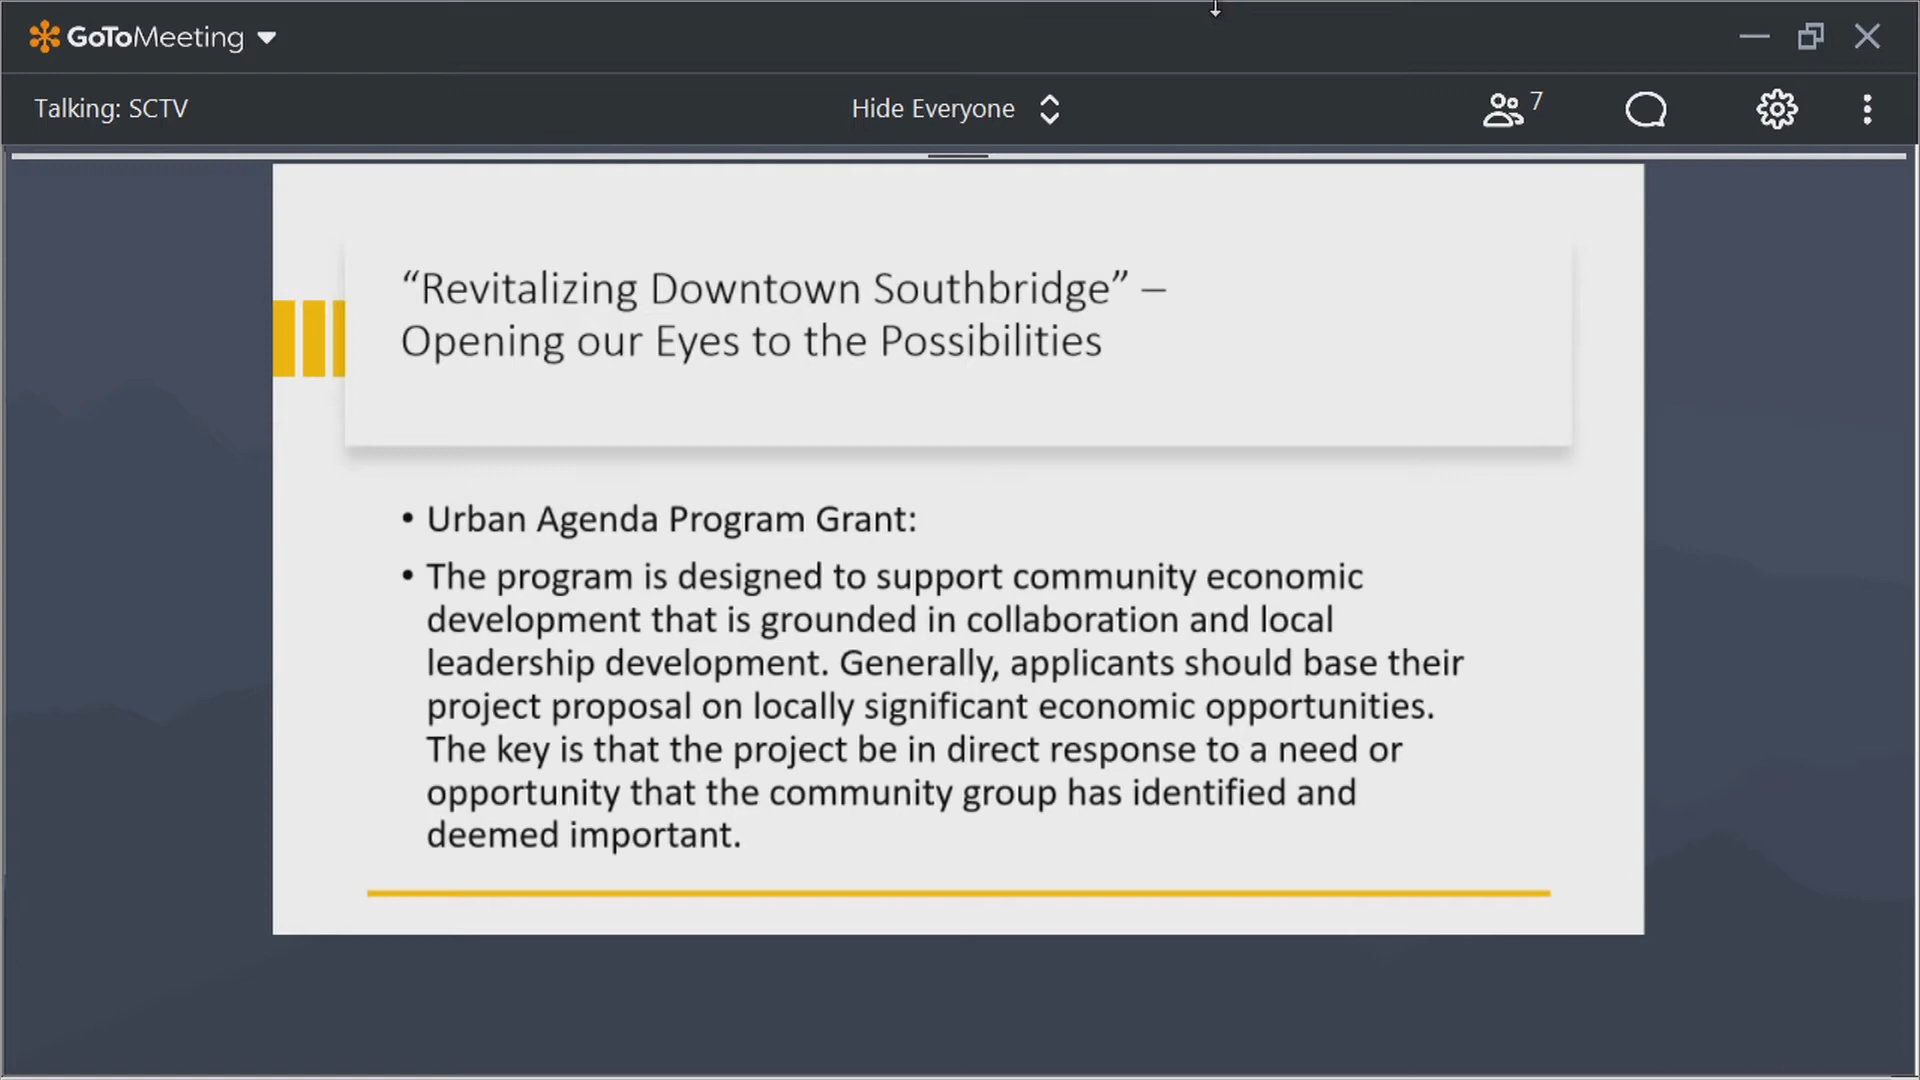 GoToMeeting
Talking: SCTV
Hide Everyone
7
“Revitalizing Downtown Southbridge” –
Opening our Eyes to the Possibilities
• Urban Agenda Program Grant:
• The program is designed to support community economic
development that is grounded in collaboration and local
leadership development. Generally, applicants should base their
project proposal on locally significant economic opportunities.
The key is that the project be in direct response to a need or
opportunity that the community group has identified and
deemed important.